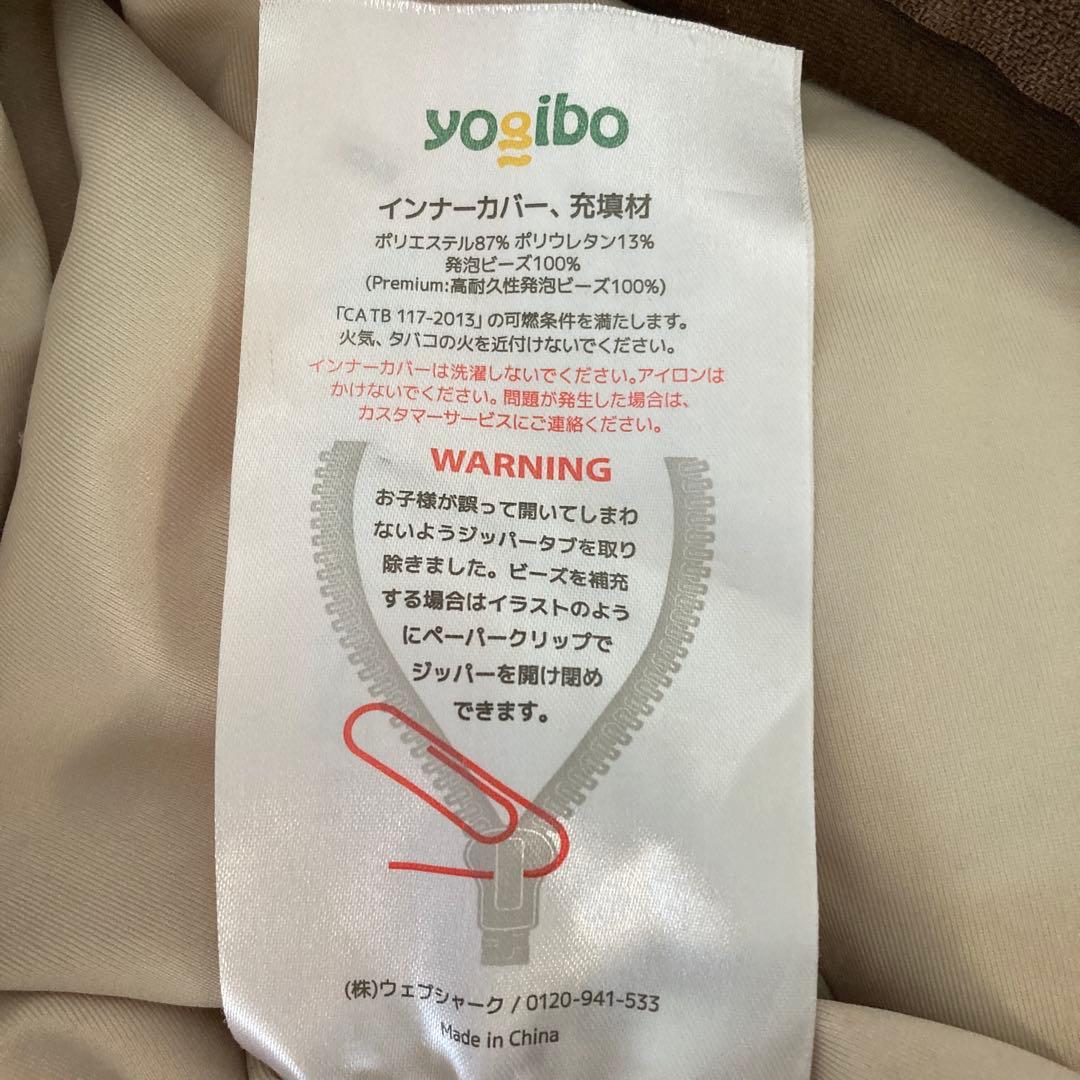 yogibo
インナーカバー、充填材
ポリエステル87% ポリウレタン13%
発泡ビーズ100%
(Premium:高耐久性発泡ビーズ100%)
「CA TB 117-2013」の可燃条件を満たします。
火気、タバコの火を近付けないでください。
インナーカバーは洗濯しないでください。アイロンは
かけないでください。問題が発生した場合は、
カスタマーサービスにご連絡ください。
WARNING
お子様が誤って開いてしまわ
ないようジッパータブを取り
除きました。ビーズを補充
する場合はイラストのよう
にペーパークリップで
ジッパーを開け閉め
できます。
(株)ウェブシャーク / 0120-941-533
Made in China